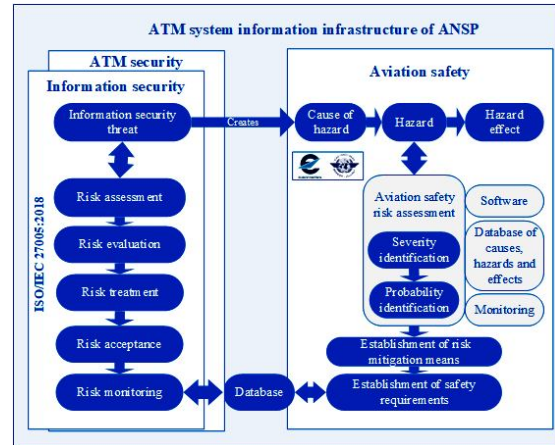 ATM system information infrastructure of ANSP
ATM security
Information security
ISO/IEC 27005:2018
Information security
threat
Risk assessment
Risk evaluation
Risk treatment
Risk acceptance
Risk monitoring
Creates
Database
Aviation safety
Cause of
hazard
Hazard
Hazard
effect
Aviation safety
risk assessment
Severity
identification
Probability
identification
Software
Database of
causes,
hazards and
effects
Monitoring
Establishment of risk
mitigation means
Establishment of safety
requirements